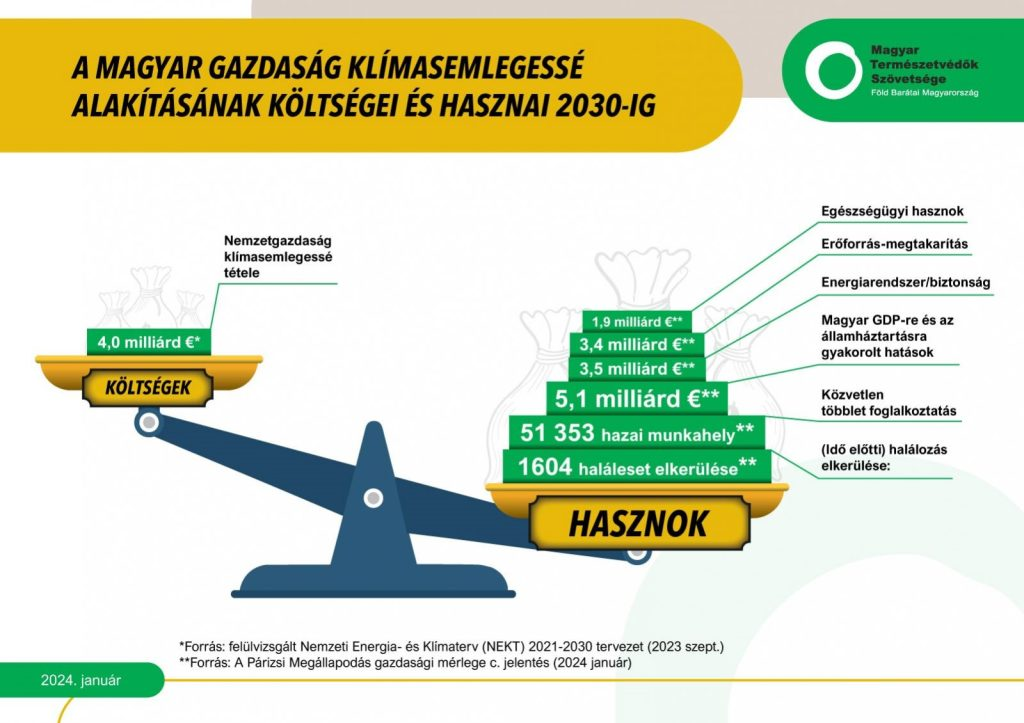 A MAGYAR GAZDASÁG KLÍMASEMLEGESSÉ
ALAKÍTÁSÁNAK KÖLTSÉGEI ÉS HASZNAI 2030-IG
Magyar
Természetvédők
Szövetsége
Föld Barátai Magyarország
Nemzetgazdaság
klímasemlegessé
tétele
4,0 milliárd €*
KÖLTSÉGEK
Egészségügyi hasznok
Erőforrás-megtakarítás
Energiarendszer/biztonság
Magyar GDP-re és az
államháztartásra
gyakorolt hatások
Közvetlen
többlet foglalkoztatás
(Idő előtti) halálozás
elkerülése:
1,9 milliárd €**
3,4 milliárd €**
3,5 milliárd €**
5,1 milliárd €**
51 353 hazai munkahely**
1604 haláleset elkerülése**
HASZNOK
*Forrás: felülvizsgált Nemzeti Energia- és Klímaterv (NEKT) 2021-2030 tervezet (2023 szept.)
**Forrás: A Párizsi Megállapodás gazdasági mérlege c. jelentés (2024 január)
2024. január